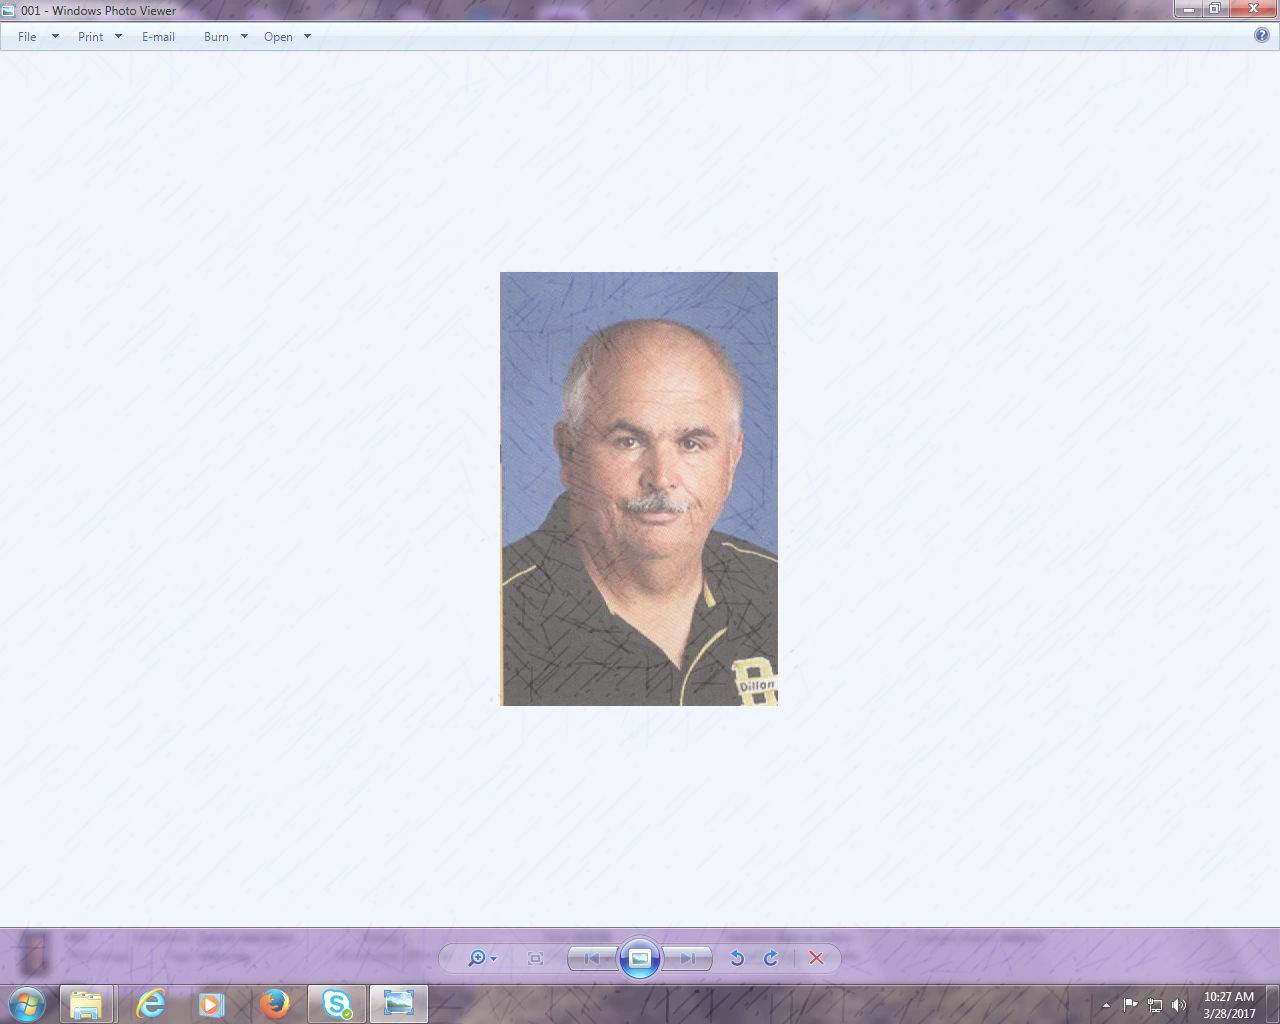 001 - Windows Photo Viewer
File Print E-mail Burn Open
Dillon
10:27 AM
3/28/2017